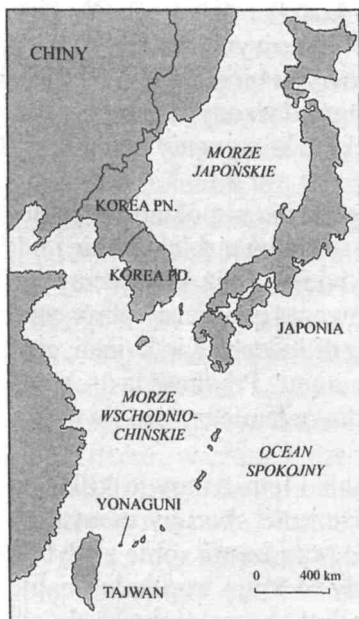 CHINY
MORZE
JAPOŃSKIE
KOREA PN.
KOREA PD.
JAPONIA
MORZE
WSCHODNIO-
CHIŃSKIE
OCEAN
SPOKOJNY
YONAGUNI
TAJWAN
0 400 km